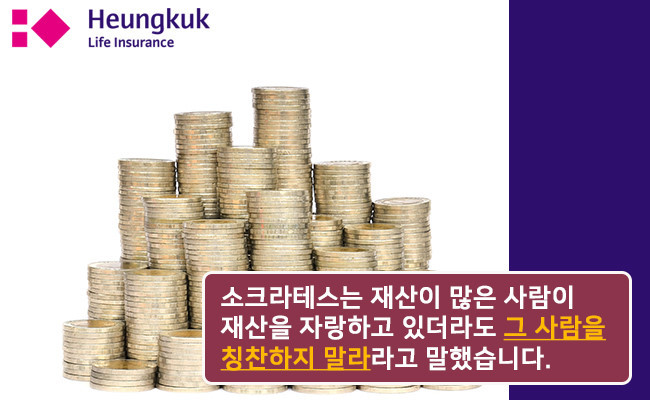 Heungkuk
Life Insurance
소크라테스는 재산이 많은 사람이
재산을 자랑하고 있더라도 그 사람을
칭찬하지 말라라고 말했습니다.